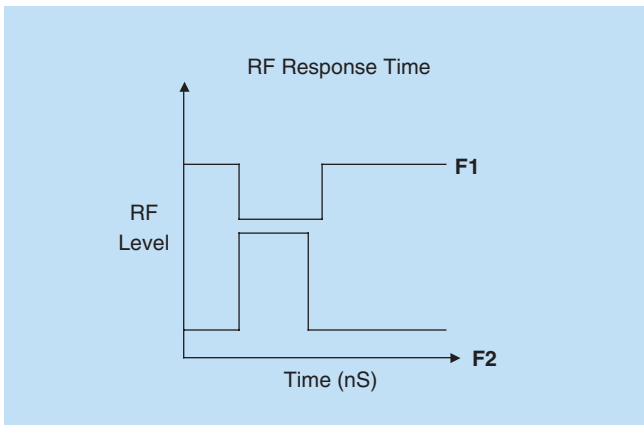 RF Response Time
F1
RF
Level
F2
Time (nS)